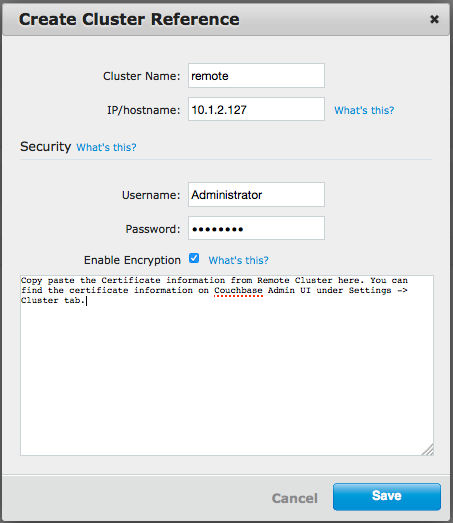 Create Cluster Reference
Cluster Name: remote
IP/hostname: 10.1.2.127 What's this?
Security What's this?
Username: Administrator
Password: ●●●●●●●●
Enable Encryption What's this?
Copy paste the Certificate information from Remote Cluster here. You can
find the certificate information on Couchbase Admin UI under Settings ->
Cluster tab.
Cancel Save